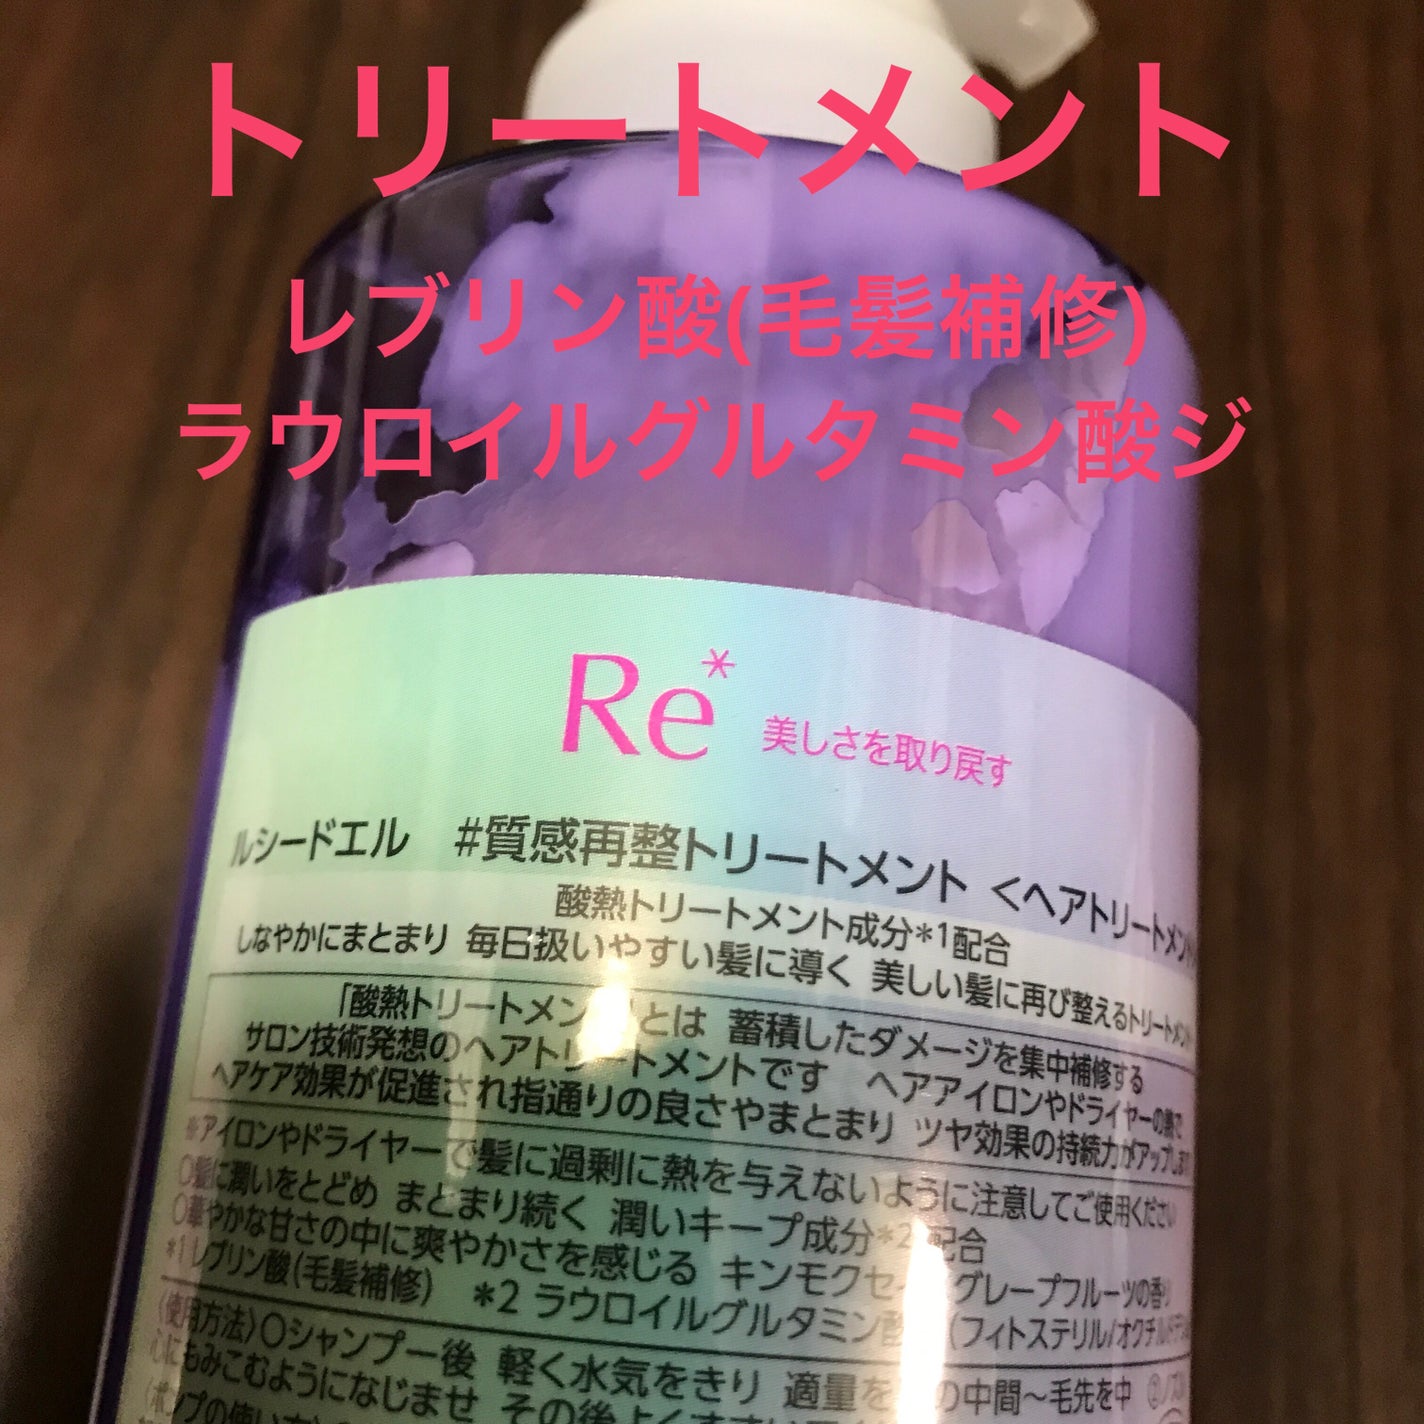 トリートメント
レブリン酸(毛髪補修)
ラウロイルグルタミン酸ジ
Re*
美しさを取り戻す
ルシードエル #質感再整トリートメント <ヘアトリートメント
酸熱トリートメント成分*1配合
しなやかにまとまり 毎日扱いやすい髪に導く 美しい髪に再び整えるトリートメント
「酸熱トリートメン とは 蓄積したダメージを集中補修する
サロン技術発想のヘアトリートメントです ヘアアイロンやドライヤーの熱で
ヘアケア効果が促進され指通りの良さやまとまり ツヤ効果の持続力がアップします
※アイロンやドライヤーで髪に過剰に熱を与えないように注意してご使用ください
○髪に潤いをとどめ まとまり続く 潤いキープ成分*2配合
○華やかな甘さの中に爽やかさを感じる キンモクセ グレープフルーツの香り
*1 レブリン酸(毛髪補修) *2 ラウロイルグルタミン酸 (フィトステリル/オクチルドデシ
〈使用方法〉○シャンプー後 軽く水気をきり 適量を の中間～毛先を中
心にもみこむようになじませ その後よくすすい